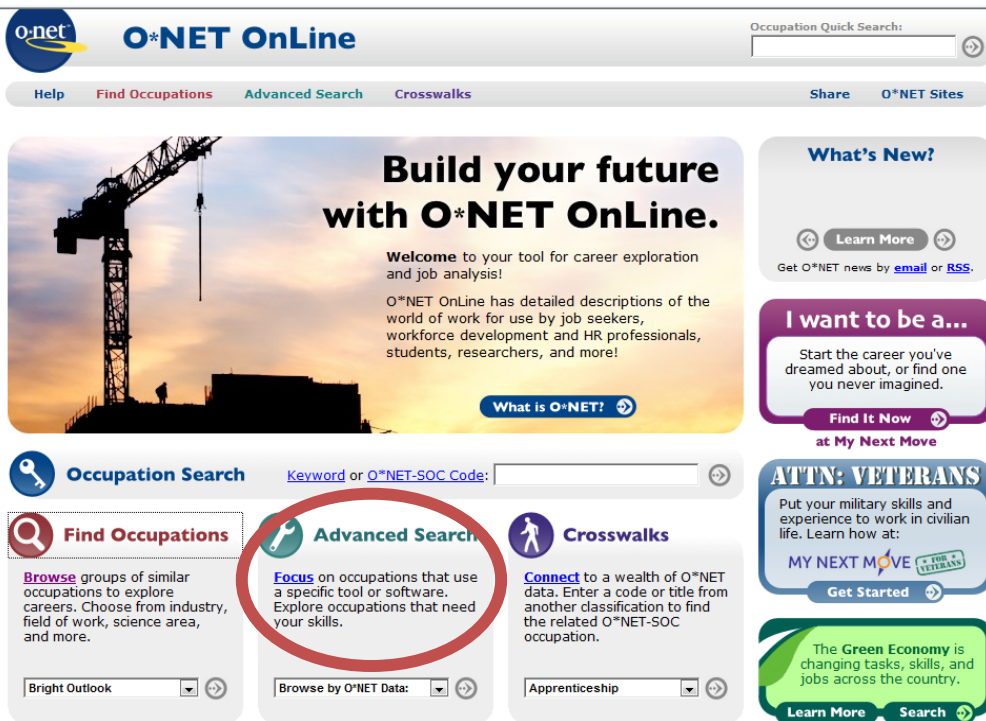 o·net
O*NET OnLine
Occupation Quick Search:
Help Find Occupations Advanced Search Crosswalks Share O*NET Sites
Build your future
with O*NET OnLine.
Welcome to your tool for career exploration
and job analysis!
O*NET OnLine has detailed descriptions of the
world of work for use by job seekers,
workforce development and HR professionals,
students, researchers, and more!
What is O*NET?
What's New?
Learn More
Get O*NET news by email or RSS.
I want to be a...
Start the career you've
dreamed about, or find one
you never imagined.
Find It Now
at My Next Move
Occupation Search Keyword or O*NET-SOC Code:
Find Occupations
Browse groups of similar
occupations to explore
careers. Choose from industry,
field of work, science area,
and more.
Bright Outlook
Advanced Search
Focus on occupations that use
a specific tool or software.
Explore occupations that need
your skills.
Browse by O*NET Data:
Crosswalks
Connect to a wealth of O*NET
data. Enter a code or title from
another classification to find
the related O*NET-SOC
occupation.
Apprenticeship
ATTN: VETERANS
Put your military skills and
experience to work in civilian
life. Learn how at:
MY NEXT MOVE FOR VETERANS
Get Started
The Green Economy is
changing tasks, skills, and
jobs across the country.
Learn More Search